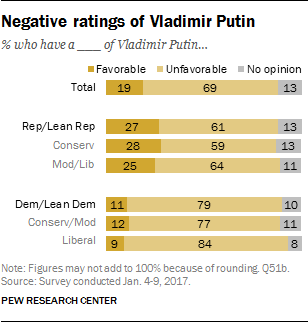 Negative ratings of Vladimir Putin
% who have a ___ of Vladimir Putin...
Favorable Unfavorable No opinion
Total 19 69 13
Rep/Lean Rep 27 61 13
Conserv 28 59 13
Mod/Lib 25 64 11
Dem/Lean Dem 11 79 10
Conserv/Mod 12 77 11
Liberal 9 84 8
Note: Figures may not add to 100% because of rounding. Q51b.
Source: Survey conducted Jan. 4-9, 2017.
PEW RESEARCH CENTER